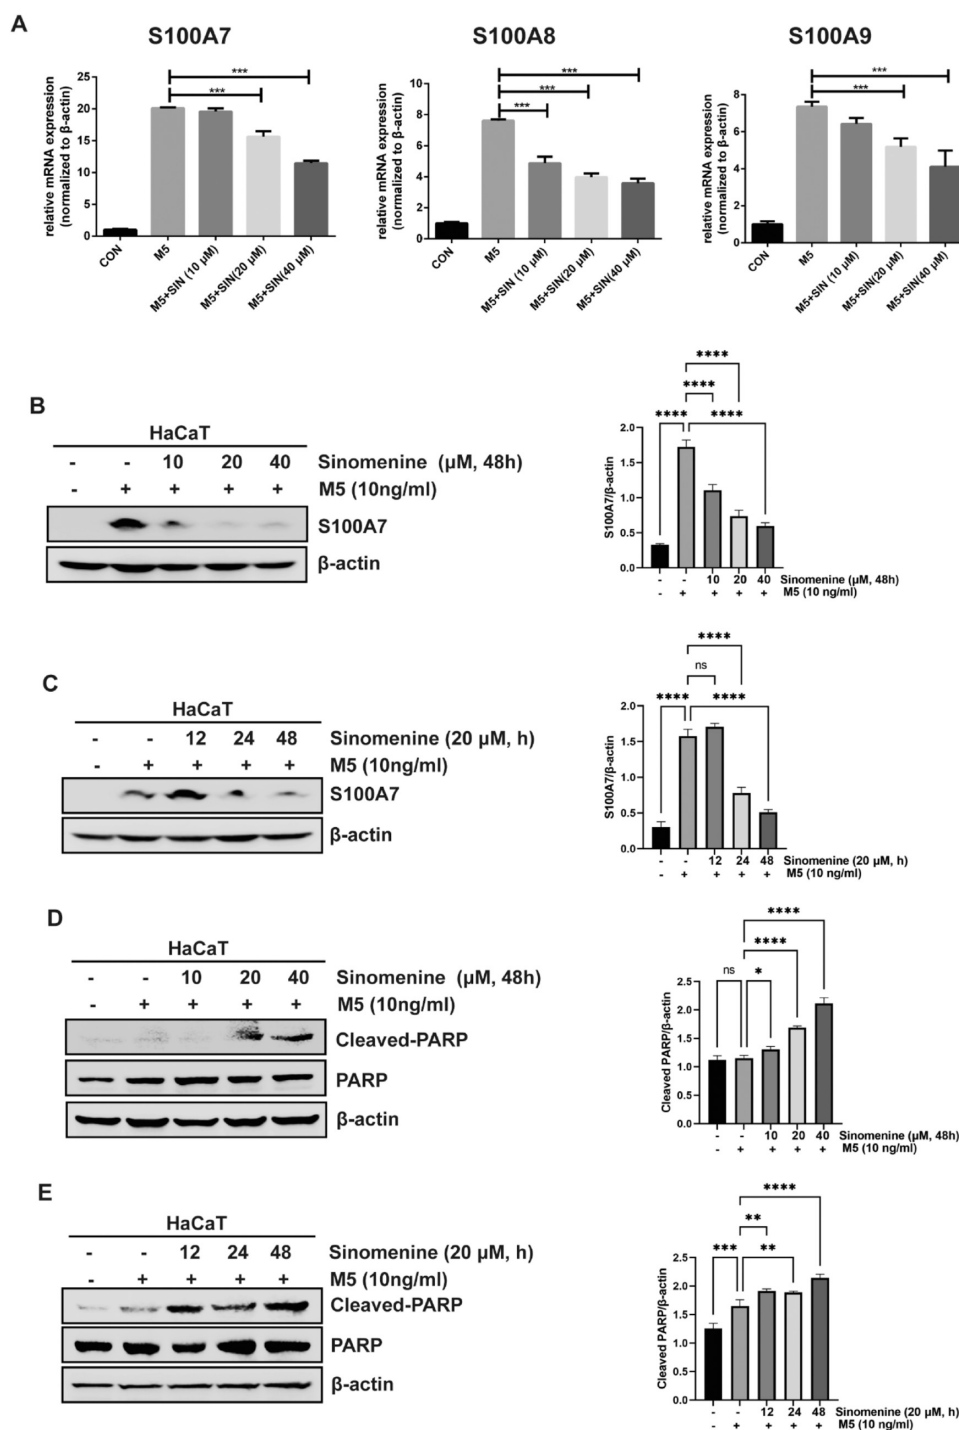 A
S100A7
S100A8
S100A9
relative mRNA expression
(normalized to β-actin)
25
20
15
10
5
0
***
***
CON
M5
M5+SIN (10 μM)
M5+SIN(20 μM)
M5+SIN(40 μM)
relative mRNA expression
(normalized to β-actin)
10
8
6
4
2
0
***
***
***
CON
M5
M5+SIN (10 μM)
M5+SIN(20 μM)
M5+SIN(40 μM)
relative mRNA expression
(normalized to β-actin)
8
6
4
2
0
***
***
CON
M5
M5+SIN (10 μM)
M5+SIN(20 μM)
M5+SIN(40 μM)
B
HaCaT
- - 10 20 40 Sinomenine (μM, 48h)
- + + + + M5 (10ng/ml)
S100A7
β-actin
****
****
**** ****
S100A7/β-actin
2.0
1.5
1.0
0.5
0.0
- - 10 20 40 Sinomenine (μM, 48h)
- + + + + M5 (10 ng/ml)
C
HaCaT
- - 12 24 48 Sinomenine (20 μM, h)
- + + + + M5 (10ng/ml)
S100A7
β-actin
****
ns
**** ****
S100A7/β-actin
2.0
1.5
1.0
0.5
0.0
- - 12 24 48 Sinomenine (20 μM, h)
- + + + + M5 (10 ng/ml)
D
HaCaT
- - 10 20 40 Sinomenine (μM, 48h)
- + + + + M5 (10ng/ml)
Cleaved-PARP
PARP
β-actin
****
****
ns *
Cleaved PARP/β-actin
2.5
2.0
1.5
1.0
0.5
0.0
- - 10 20 40 Sinomenine (μM, 48h)
- + + + + M5 (10 ng/ml)
E
HaCaT
- - 12 24 48 Sinomenine (20 μM, h)
- + + + + M5 (10ng/ml)
Cleaved-PARP
PARP
β-actin
****
**
*** **
Cleaved PARP/β-actin
2.5
2.0
1.5
1.0
0.5
0.0
- - 12 24 48 Sinomenine (20 μM, h)
- + + + + M5 (10 ng/ml)